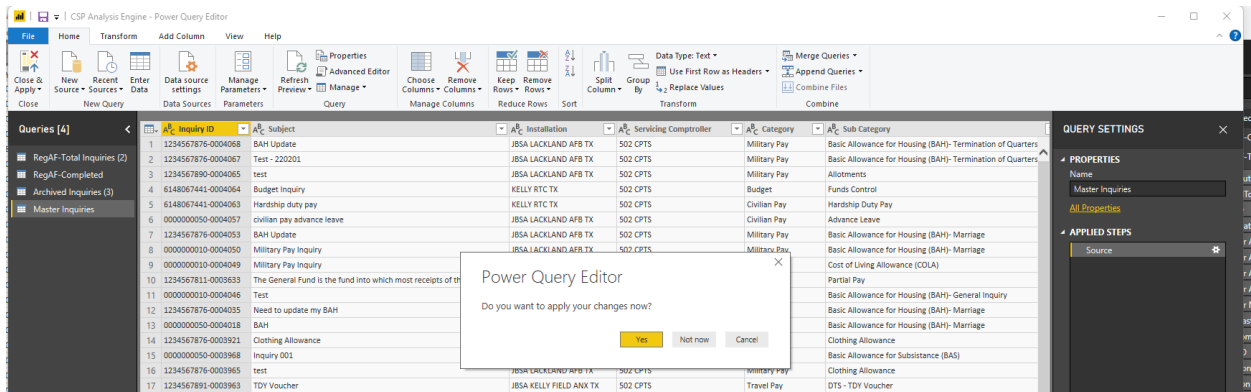 CSP Analysis Engine - Power Query Editor
File Home Transform Add Column View Help
Close & Apply
New Source
Recent Sources
Enter Data
Data source settings
Manage Parameters
Refresh Preview
Properties
Advanced Editor
Manage
Choose Columns
Remove Columns
Keep Rows
Remove Rows
Split Column
Group By
Data Type: Text
Use First Row as Headers
Replace Values
Merge Queries
Append Queries
Combine Files
Close New Query Data Sources Parameters Query Manage Columns Reduce Rows Sort Transform Combine
Queries [4]
RegAF-Total Inquiries (2)
RegAF-Completed
Archived Inquiries (3)
Master Inquiries
Inquiry ID Subject Installation Servicing Comptroller Category Sub Category
1 1234567876-0004068 BAH Update JBSA LACKLAND AFB TX 502 CPTS Military Pay Basic Allowance for Housing (BAH)- Termination of Quarters
2 1234567876-0004067 Test - 220201 JBSA LACKLAND AFB TX 502 CPTS Military Pay Basic Allowance for Housing (BAH)- Termination of Quarters
3 1234567890-0004065 test JBSA LACKLAND AFB TX 502 CPTS Military Pay Allotments
4 6148067441-0004064 Budget Inquiry KELLY RTC TX 502 CPTS Budget Funds Control
5 6148067441-0004063 Hardship duty pay KELLY RTC TX 502 CPTS Civilian Pay Hardship Duty Pay
6 0000000050-0004057 civilian pay advance leave JBSA LACKLAND AFB TX 502 CPTS Civilian Pay Advance Leave
7 1234567876-0004053 BAH Update JBSA LACKLAND AFB TX 502 CPTS Military Pay Basic Allowance for Housing (BAH)- Marriage
8 0000000010-0004050 Military Pay Inquiry JBSA LACKLAND AFB TX 502 CPTS Military Pay Basic Allowance for Housing (BAH)- Marriage
9 0000000010-0004049 Military Pay Inquiry Cost of Living Allowance (COLA)
10 1234567811-0003633 The General Fund is the fund into which most receipts of th Partial Pay
11 0000000010-0004046 Test Basic Allowance for Housing (BAH)- General Inquiry
12 1234567876-0004035 Need to update my BAH Basic Allowance for Housing (BAH)- Marriage
13 0000000050-0004018 BAH Basic Allowance for Housing (BAH)- Marriage
14 1234567876-0003921 Clothing Allowance Clothing Allowance
15 0000000050-0003968 Inquiry 001 Basic Allowance for Subsistance (BAS)
16 1234567876-0003965 test JBSA LACKLAND AFB TX 502 CPTS Military Pay Clothing Allowance
17 1234567891-0003963 TDY Voucher JBSA KELLY FIELD ANX TX 502 CPTS Travel Pay DTS - TDY Voucher
Power Query Editor
Do you want to apply your changes now?
Yes Not now Cancel
QUERY SETTINGS
PROPERTIES
Name
Master Inquiries
All Properties
APPLIED STEPS
Source